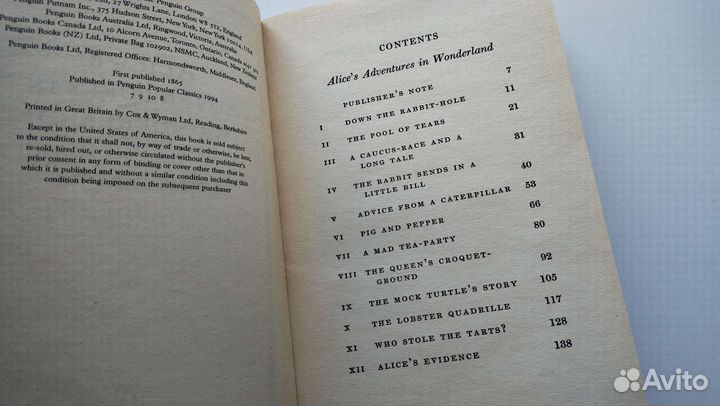 Penguin Group
Ltd, 27 Wrights Lane, London W8 5TZ, England
Penguin Putnam Inc., 375 Hudson Street, New York, New York 10014, USA
Penguin Books Australia Ltd, Ringwood, Victoria, Australia
Penguin Books Canada Ltd, 10 Alcorn Avenue, Toronto, Ontario, Canada
Penguin Books (NZ) Ltd, Private Bag 102902, NSMC, Auckland, New Zealand
Penguin Books Ltd, Registered Offices: Harmondsworth, Middlesex, England
First published 1865
Published in Penguin Popular Classics 1994
7 9 10 8
Printed in Great Britain by Cox & Wyman Ltd, Reading, Berkshire
Except in the United States of America, this book is sold subject
to the condition that it shall not, by way of trade or otherwise, be lent,
re-sold, hired out, or otherwise circulated without the publisher's
prior consent in any form of binding or cover other than that in
which it is published and without a similar condition including this
condition being imposed on the subsequent purchaser
CONTENTS
Alice's Adventures in Wonderland
PUBLISHER'S NOTE 7
I DOWN THE RABBIT-HOLE 11
II THE POOL OF TEARS 21
III A CAUCUS-RACE AND A
LONG TALE 31
IV THE RABBIT SENDS IN A
LITTLE BILL 40
V ADVICE FROM A CATERPILLAR 53
VI PIG AND PEPPER 66
VII A MAD TEA-PARTY 80
VIII THE QUEEN'S CROQUET-
GROUND 92
IX THE MOCK TURTLE'S STORY 105
X THE LOBSTER QUADRILLE 117
XI WHO STOLE THE TARTS? 128
XII ALICE'S EVIDENCE 138
Avito